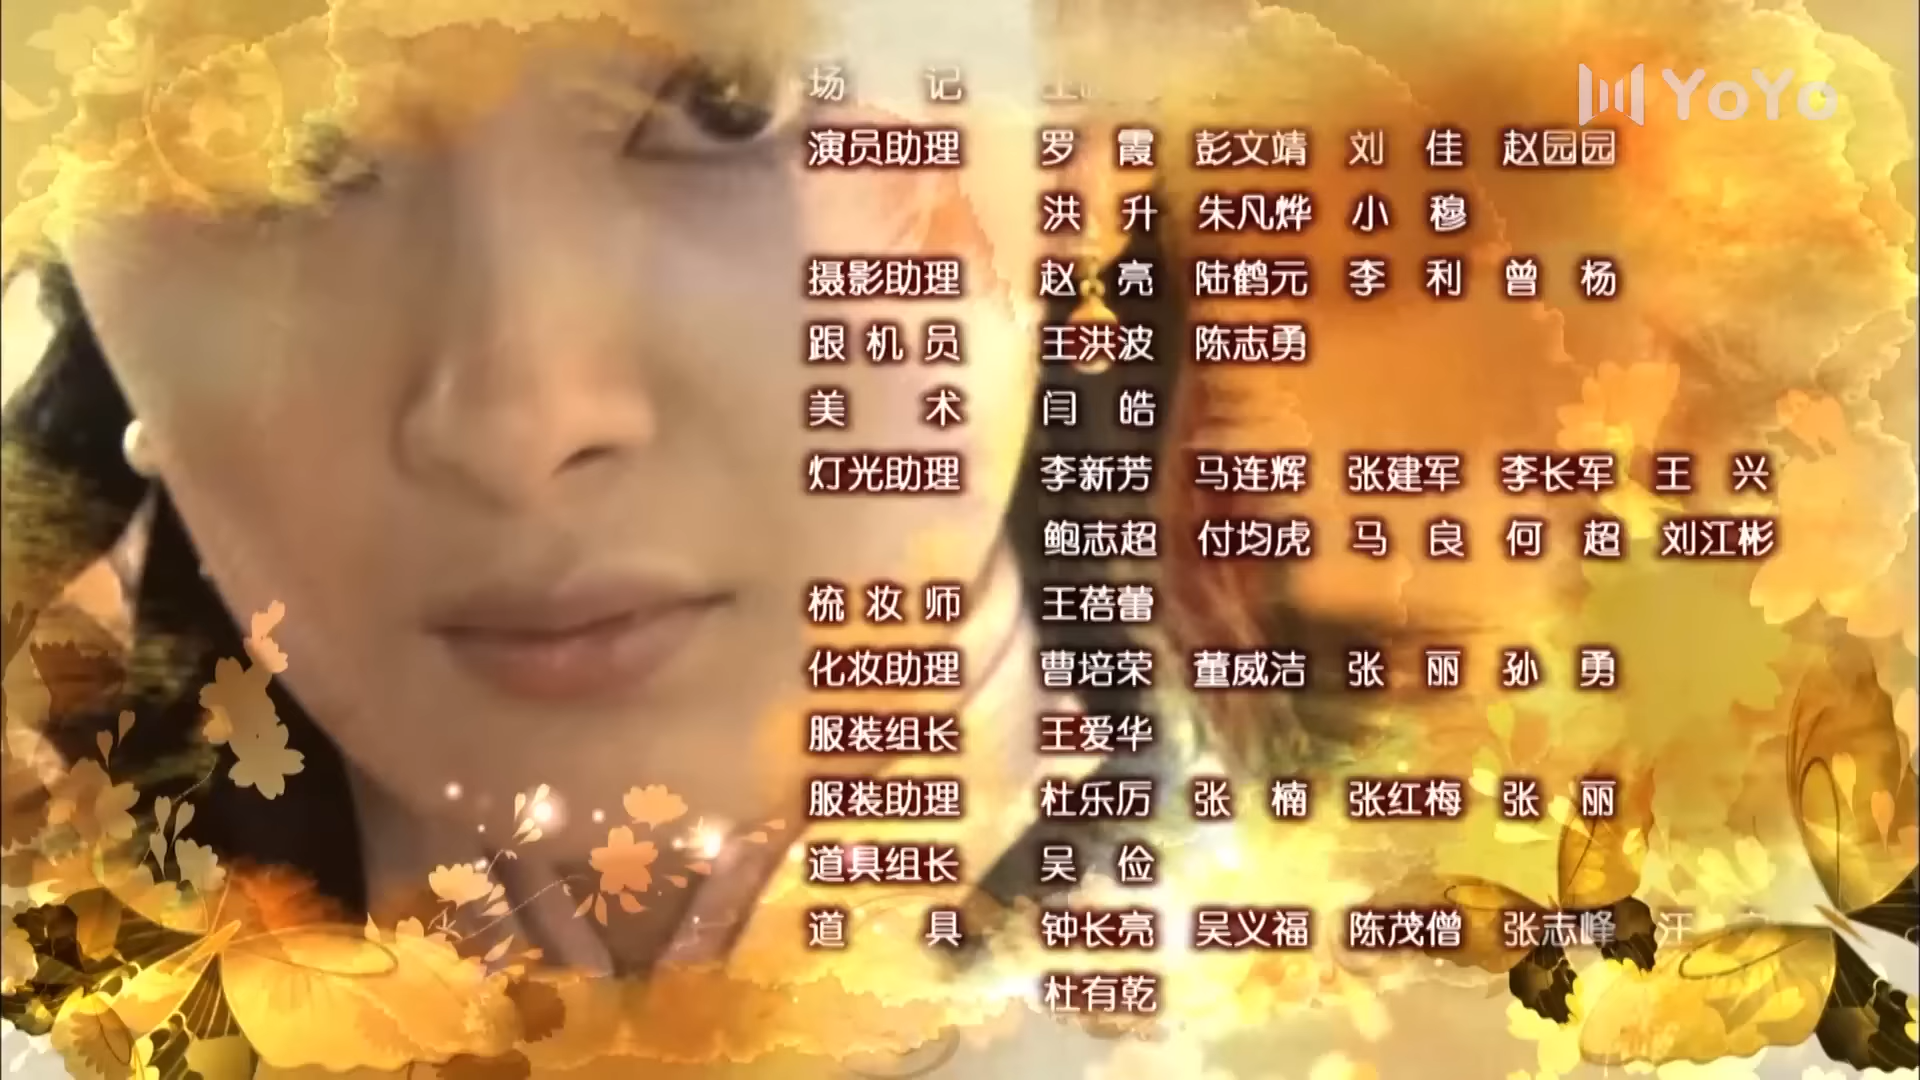 YoYo
场记
演员助理 罗霞 彭文靖 刘佳 赵园园
洪升 朱凡烨 小穆
摄影助理 赵亮 陆鹤元 李利 曾杨
跟机员 王洪波 陈志勇
美术 闫皓
灯光助理 李新芳 马连辉 张建军 李长军 王兴
鲍志超 付均虎 马良 何超 刘江彬
梳妆师 王蓓蕾
化妆助理 曹培荣 董威洁 张丽 孙勇
服装组长 王爱华
服装助理 杜乐厉 张楠 张红梅 张丽
道具组长 吴俭
道具 钟长亮 吴义福 陈茂僧 张志峰 汪
杜有乾